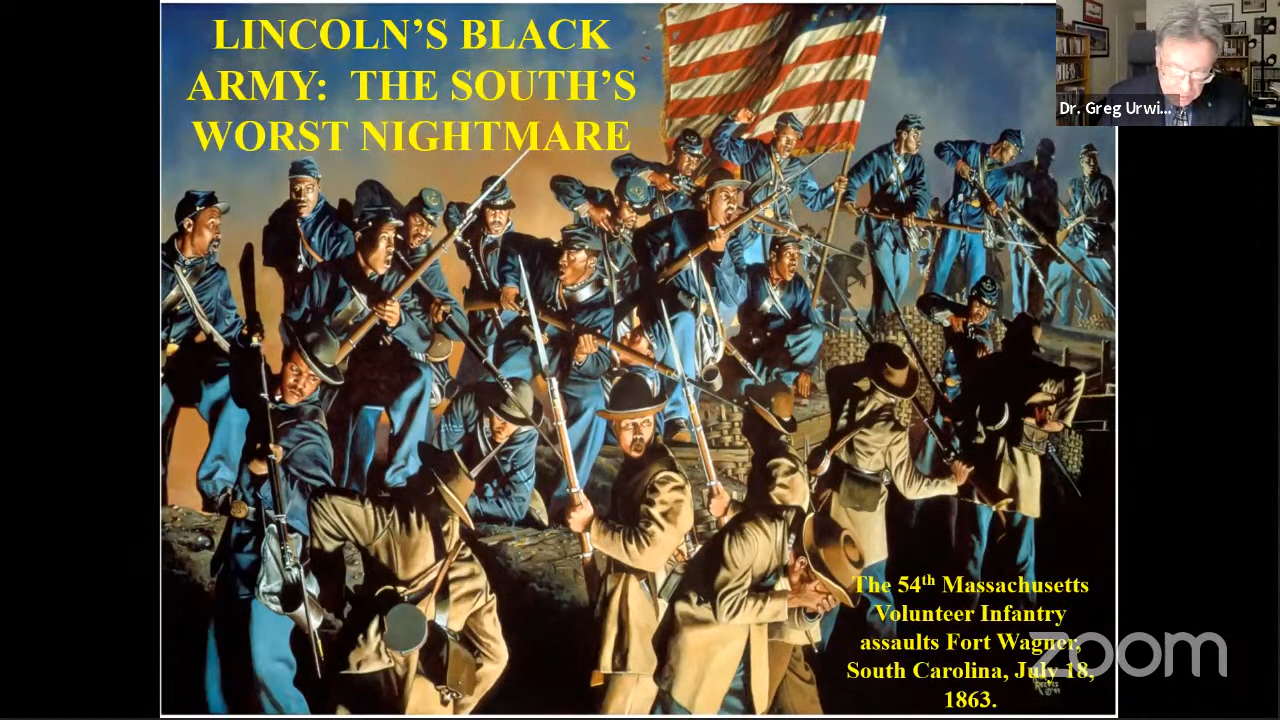 LINCOLN’S BLACK
ARMY: THE SOUTH’S
WORST NIGHTMARE
Dr. Greg Urwi...
The 54th Massachusetts
Volunteer Infantry
assaults Fort Wagner,
South Carolina, July 18,
1863.
zoom